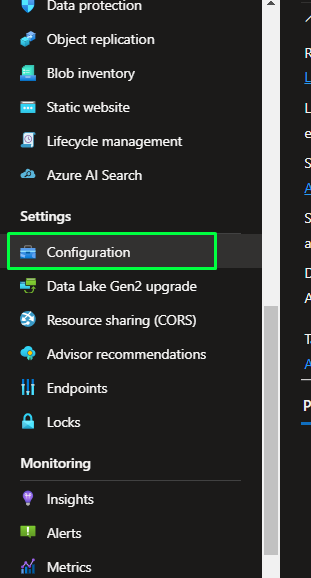 Data protection
Object replication
Blob inventory
Static website
Lifecycle management
Azure AI Search
Settings
Configuration
Data Lake Gen2 upgrade
Resource sharing (CORS)
Advisor recommendations
Endpoints
Locks
Monitoring
Insights
Alerts
Metrics